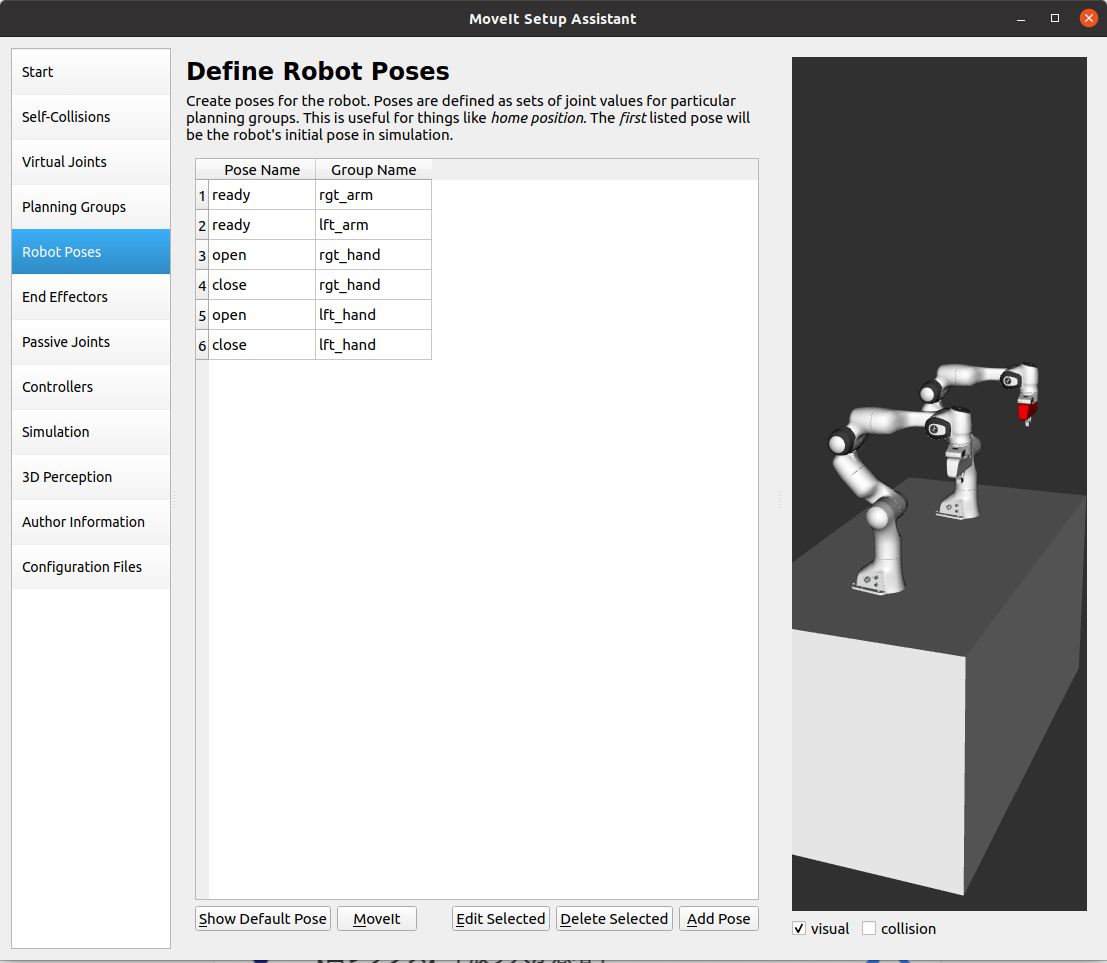 MoveIt Setup Assistant
Start
Self-Collisions
Virtual Joints
Planning Groups
Robot Poses
End Effectors
Passive Joints
Controllers
Simulation
3D Perception
Author Information
Configuration Files
Define Robot Poses
Create poses for the robot. Poses are defined as sets of joint values for particular
planning groups. This is useful for things like home position. The first listed pose will
be the robot's initial pose in simulation.
Pose Name Group Name
1 ready rgt_arm
2 ready lft_arm
3 open rgt_hand
4 close rgt_hand
5 open lft_hand
6 close lft_hand
Show Default Pose MoveIt Edit Selected Delete Selected Add Pose
visual collision